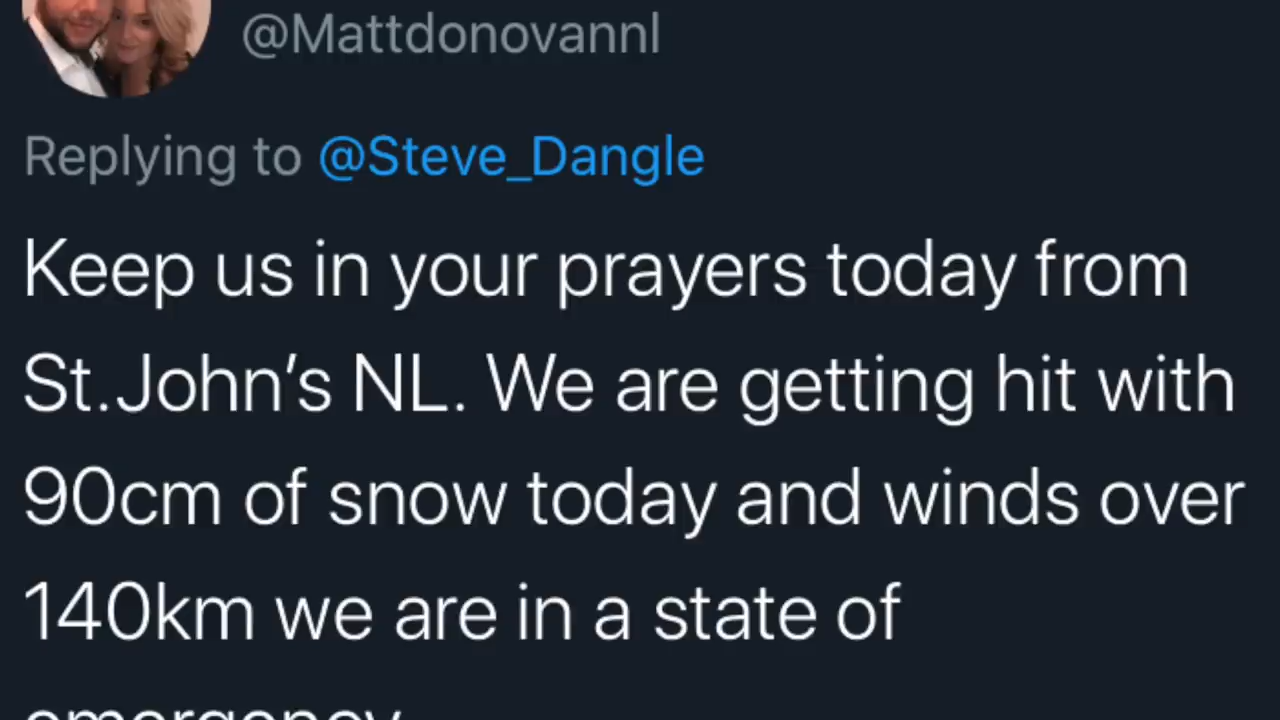 @Mattdonovannl
Replying to @Steve_Dangle
Keep us in your prayers today from
St.John’s NL. We are getting hit with
90cm of snow today and winds over
140km we are in a state of
emergency